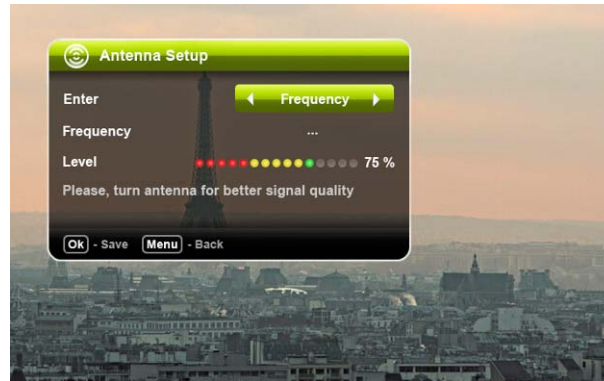 Antenna Setup
Enter Frequency
Frequency ...
Level 75 %
Please, turn antenna for better signal quality
Ok - Save Menu - Back